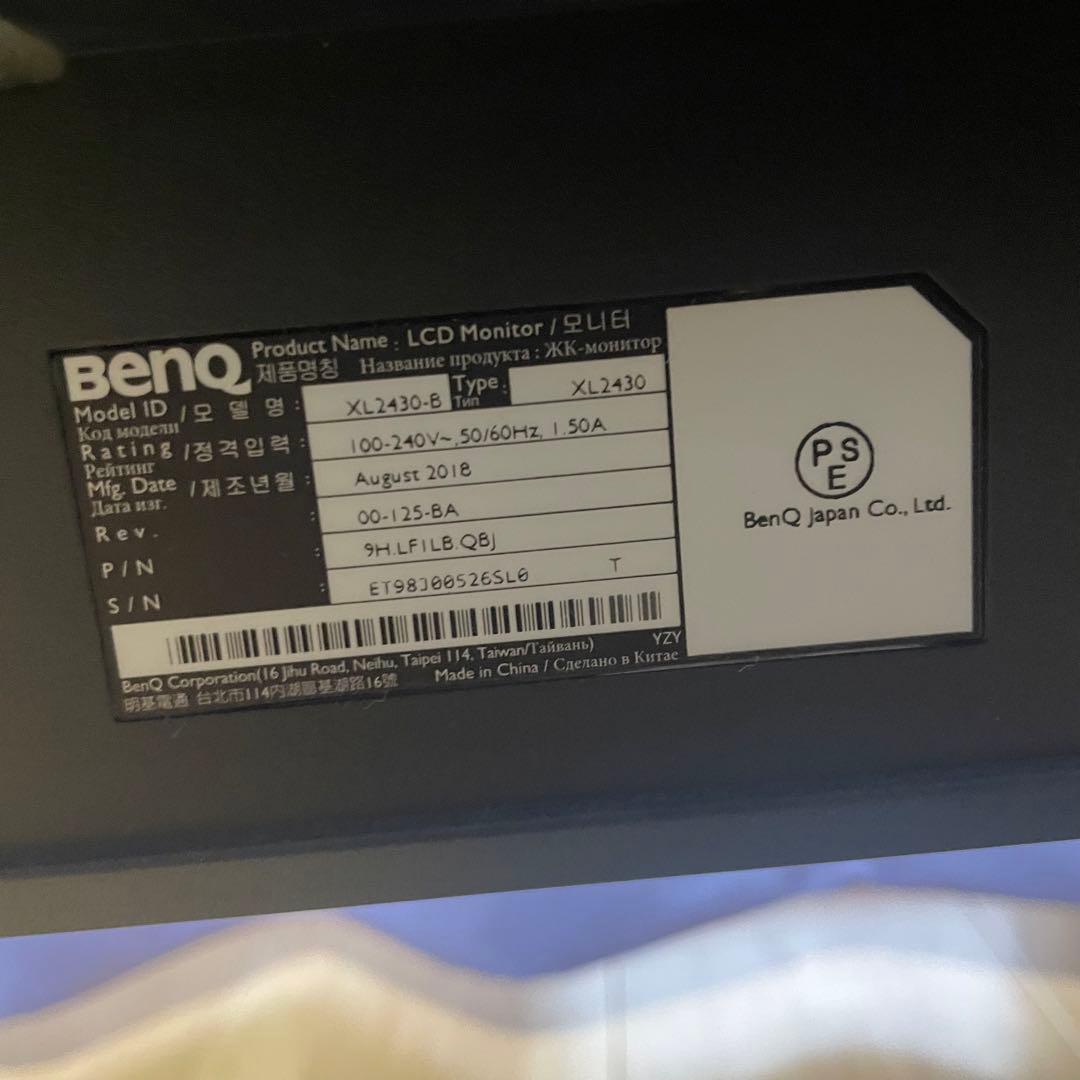 BenQ
Product Name : LCD Monitor / 모니터
제품명칭 Название продукта : ЖК-монитор
Model ID / 모 델 명 : XL2430-B Type : XL2430
Код модели Тип
Rating / 정격입력 : 100-240V~,50/60Hz, 1.50A
Рейтинг
Mfg. Date / 제조년월 : August 2018
Дата изг.
Rev. : 00-125-BA
P/N : 9H.LF1LB.QBJ
S/N : ET98J00526SL0 T
BenQ Corporation(16 Jihu Road, Neihu, Taipei 114, Taiwan/Тайвань) YZY
明基電通 台北市114內湖區基湖路16號 Made in China / Сделано в Китае
PSE
BenQ Japan Co., Ltd.